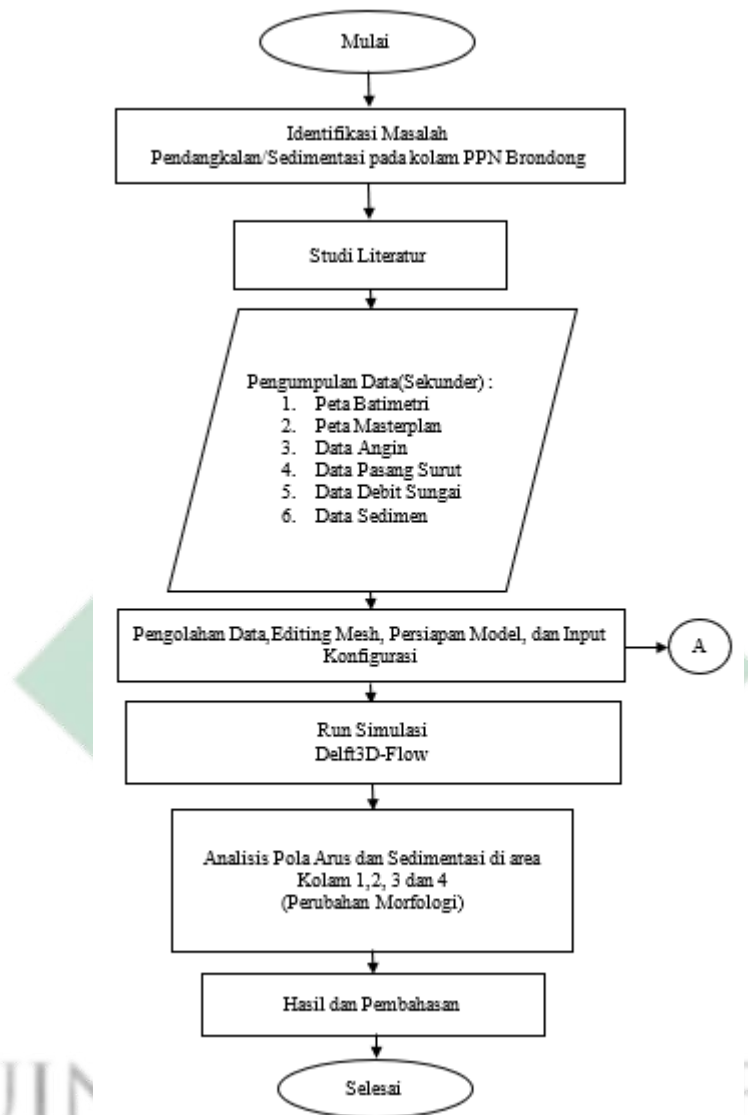 Mulai
Identifikasi Masalah
Pendangkalan/Sedimentasi pada kolam PPN Brondong
Studi Literatur
Pengumpulan Data(Sekunder) :
1. Peta Batimetri
2. Peta Masterplan
3. Data Angin
4. Data Pasang Surut
5. Data Debit Sungai
6. Data Sedimen
Pengolahan Data,Editing Mesh, Persiapan Model, dan Input
Konfigurasi
A
Run Simulasi
Delft3D-Flow
Analisis Pola Arus dan Sedimentasi di area
Kolam 1,2, 3 dan 4
(Perubahan Morfologi)
Hasil dan Pembahasan
Selesai